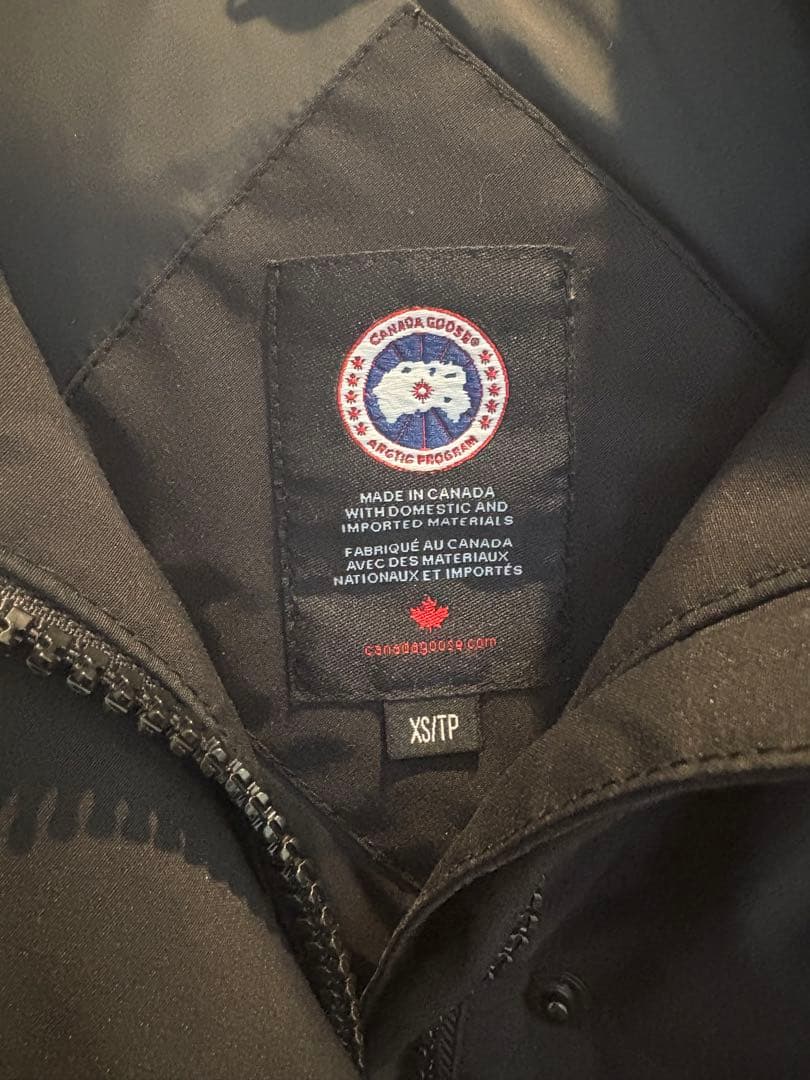 CANADA GOOSE®
ARCTIC PROGRAM
MADE IN CANADA
WITH DOMESTIC AND
IMPORTED MATERIALS
FABRIQUÉ AU CANADA
AVEC DES MATERIAUX
NATIONAUX ET IMPORTÉS
canadagoose.com
XS/TP